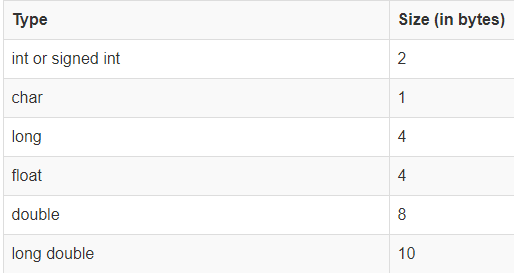 Type Size (in bytes)
int or signed int 2
char 1
long 4
float 4
double 8
long double 10